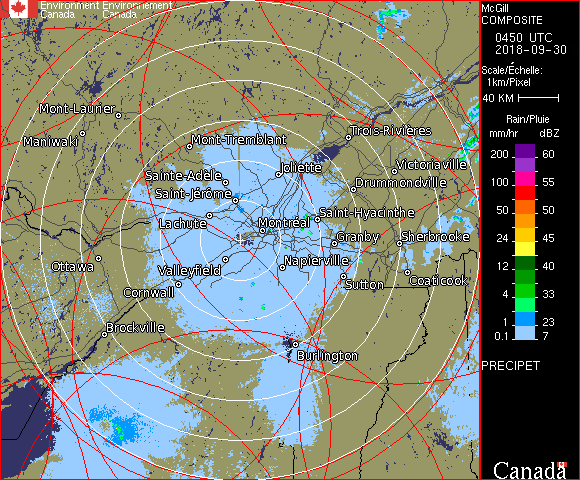 Environment Environnement
Canada Canada
McGill
COMPOSITE
0450 UTC
2018-09-30
Scale/Échelle:
1km/Pixel
40 KM
Rain/Pluie
mm/hr dBZ
200 60
100 55
50 50
24 45
12 40
4 33
1 23
0.1 7
PRECIPET
Canada
Mont-Laurier
Maniwaki
Mont-Tremblant
Trois-Rivières
Joliette
Victoriaville
Sainte-Adèle
Drummondville
Saint-Jérôme
Saint-Hyacinthe
Lachute
Montréal
Granby
Sherbrooke
Ottawa
Valleyfield
Napierville
Cornwall
Sutton
Coaticook
Brockville
Burlington